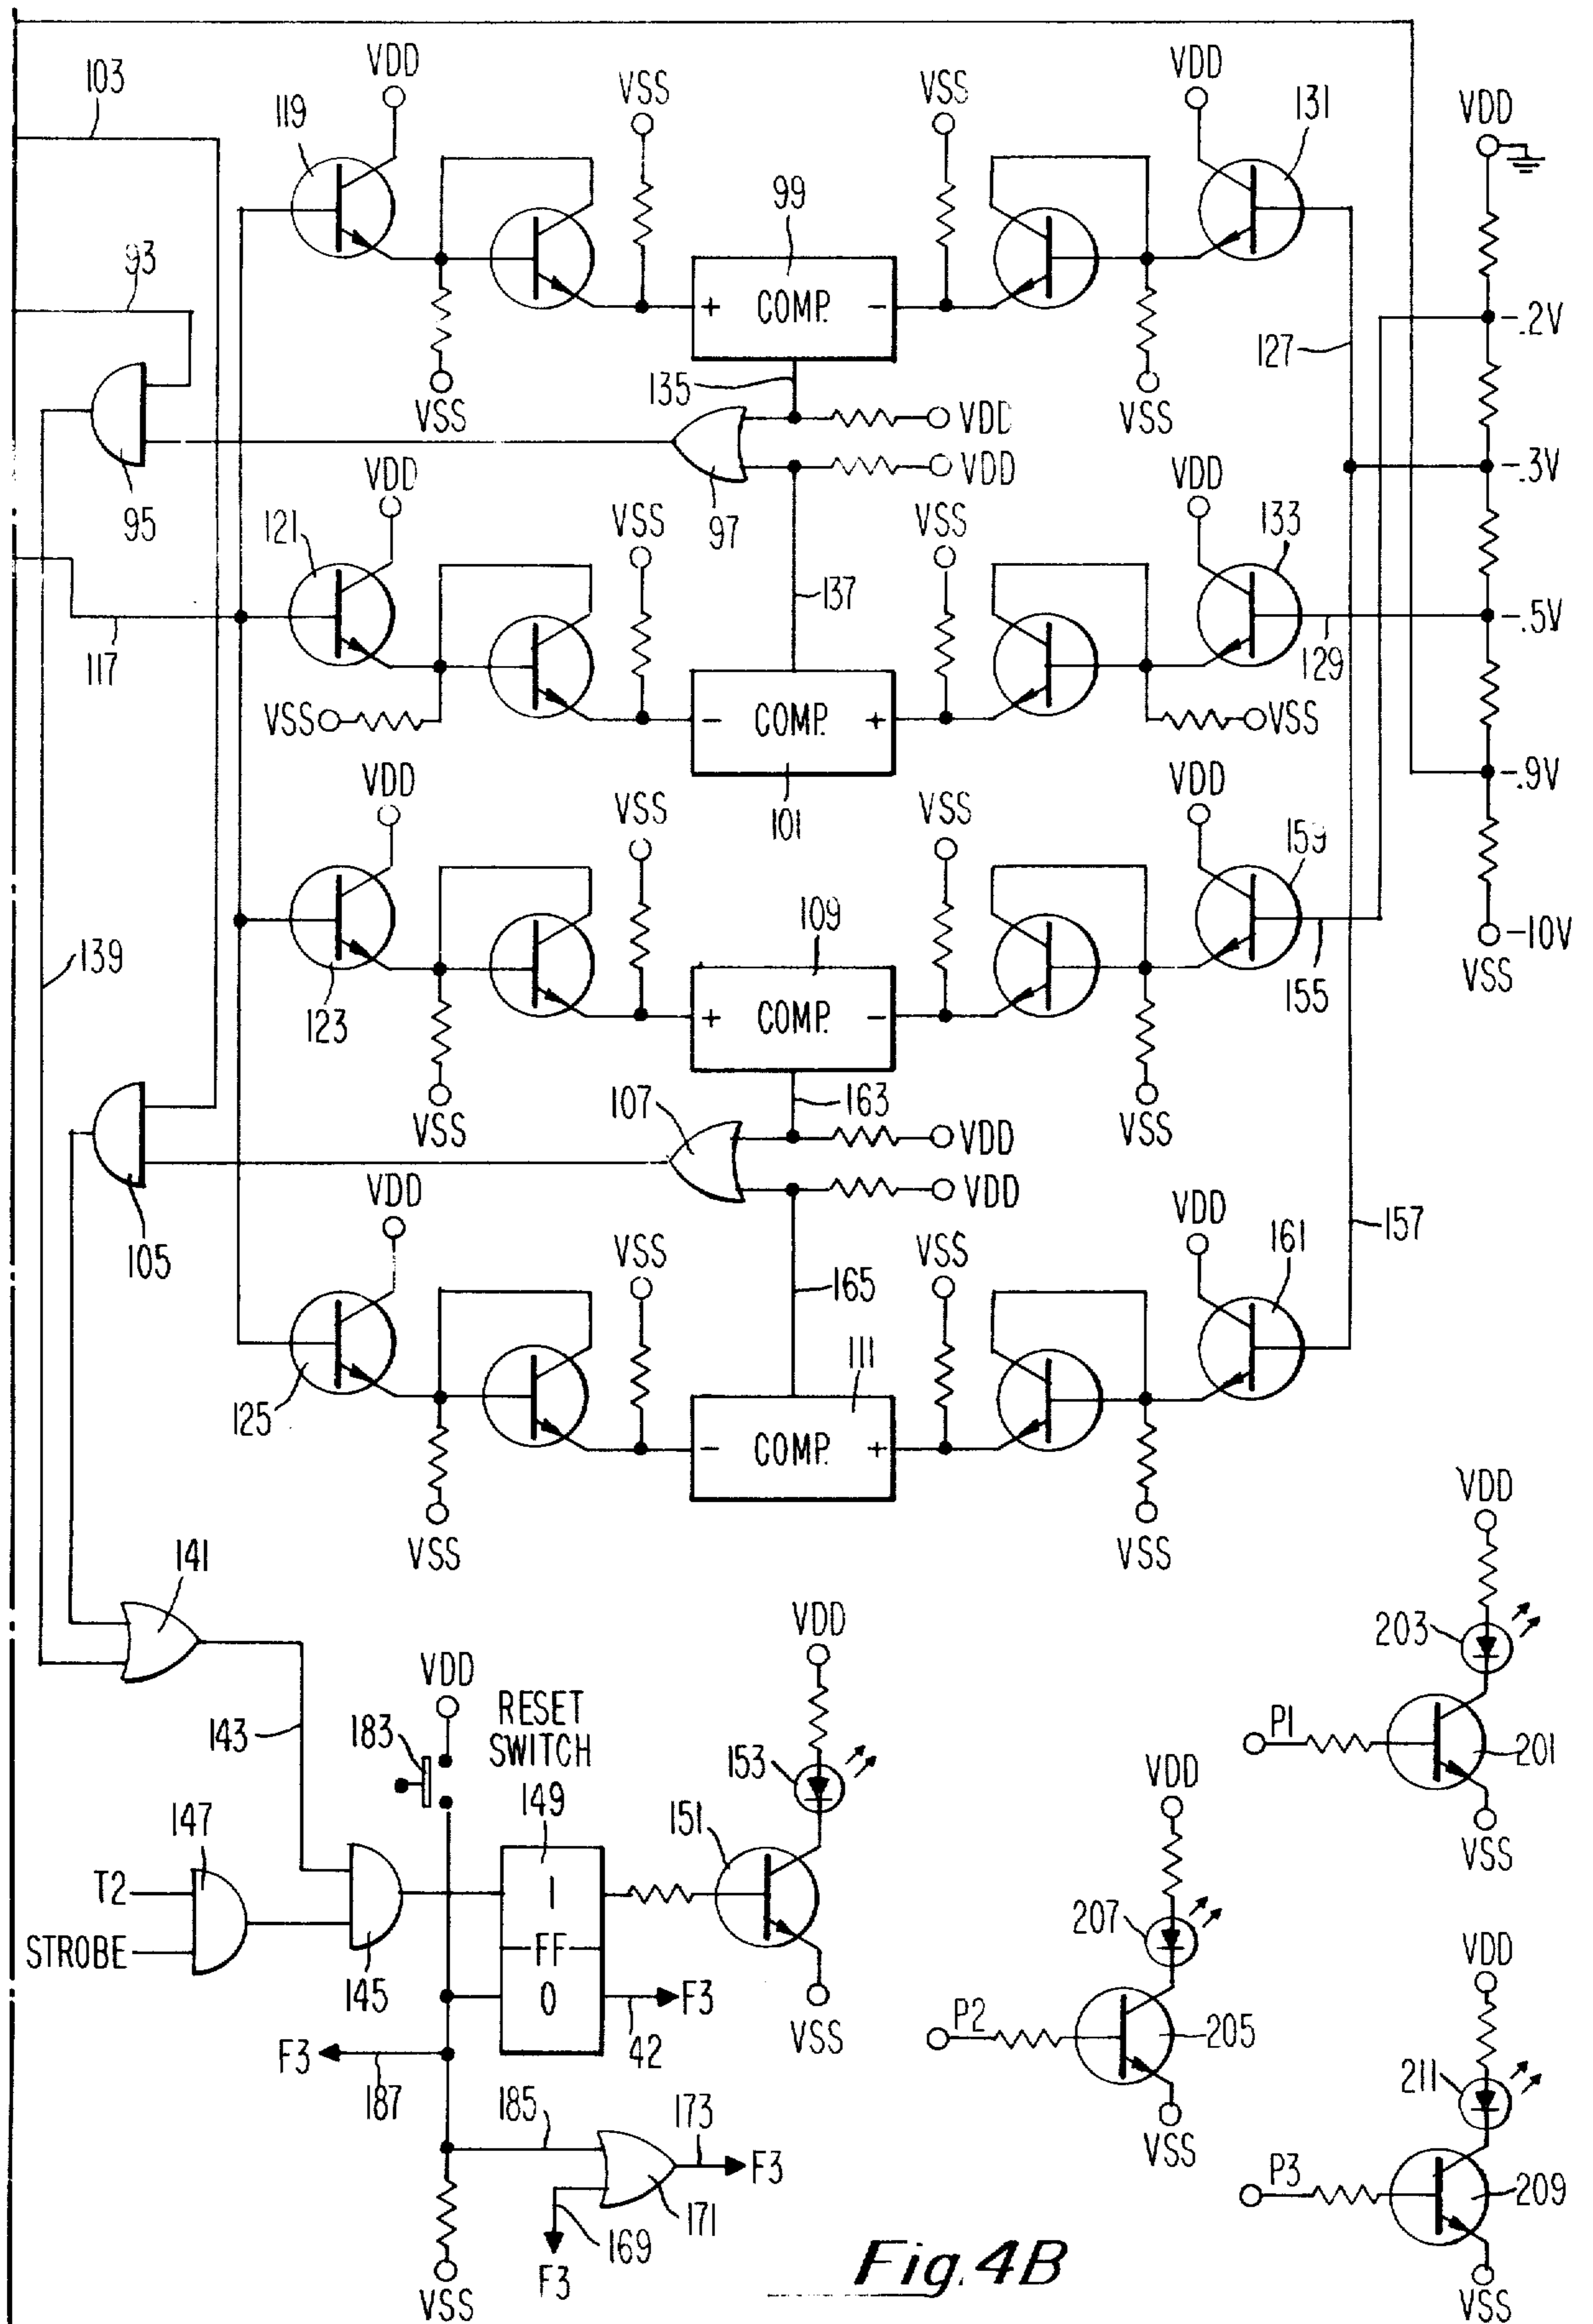 VDD
103
119
VSS
VSS
VDD
131
VDD
99
COMP.
+
-
93
-.2V
127
135
VSS
VSS
VDD
-.3V
VDD
VDD
VDD
95
97
121
VSS
VSS
133
137
-.5V
117
129
VSS
-
COMP.
+
VSS
-.9V
VDD
101
VSS
VSS
VDD
159
109
139
123
+
COMP.
-
155
-10V
VSS
VSS
107
163
VDD
VSS
VDD
105
VDD
VDD
161
157
VSS
165
VSS
111
125
-
COMP.
+
VSS
VSS
VDD
141
VDD
203
VDD
143
183
RESET
SWITCH
149
153
P1
201
VDD
VSS
147
T2
STROBE
145
1
FF
0
151
207
VDD
F3
42
VSS
P2
205
F3
187
211
185
173
VSS
F3
P3
209
171
169
F3
VSS
VSS
Fig. 4B